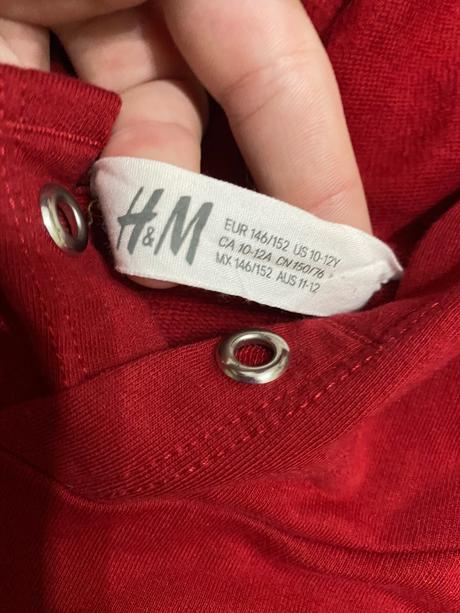 H&M
EUR 146/152 US 10-12Y
CA 10-12A CN 150/76
MX 146/152 AUS 11-12